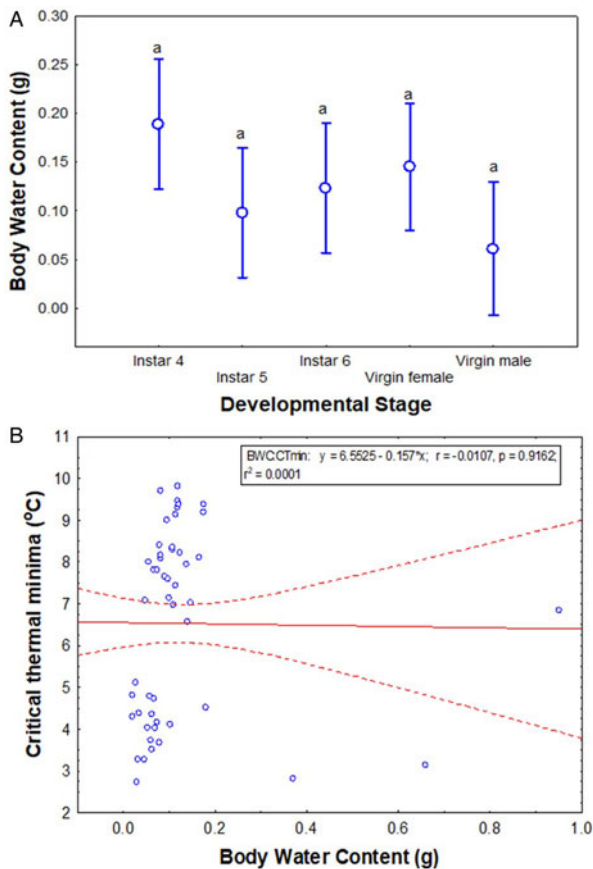 A
Body Water Content (g)
0.30
0.25
0.20
0.15
0.10
0.05
0.00
a
a
a
a
a
Instar 4
Instar 5
Instar 6
Virgin female
Virgin male
Developmental Stage
B
Critical thermal minima (°C)
11
10
9
8
7
6
5
4
3
2
BWCCTmin: y = 6.5525 - 0.157*x; r = -0.0107, p = 0.9162;
r² = 0.0001
0.0 0.2 0.4 0.6 0.8 1.0
Body Water Content (g)